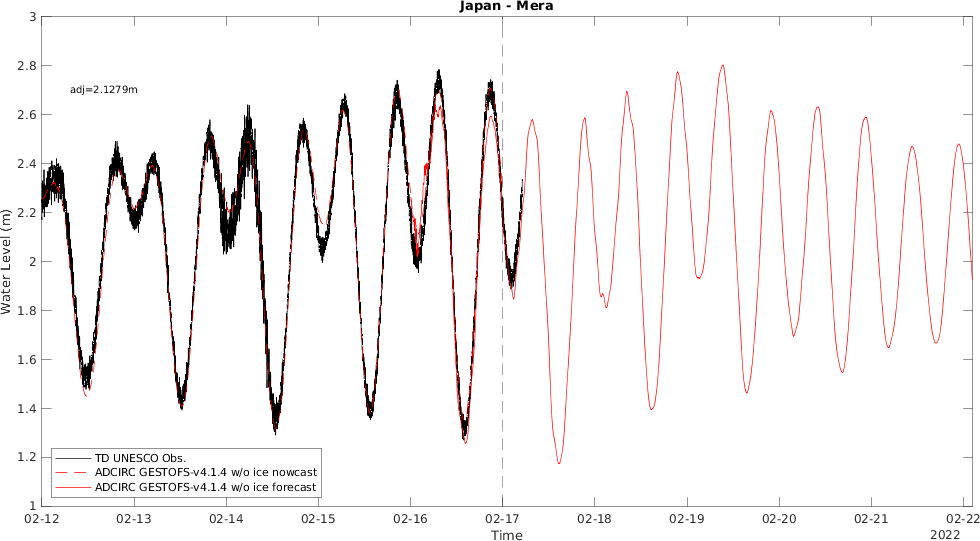 Japan - Mera
3
2.8
adj=2.1279m
2.6
2.4
2.2
Water Level (m)
2
1.8
1.6
1.4
TD UNESCO Obs.
1.2
ADCIRC GESTOFS-v4.1.4 w/o ice nowcast
ADCIRC GESTOFS-v4.1.4 w/o ice forecast
1
02-12 02-13 02-14 02-15 02-16 02-17 02-18 02-19 02-20 02-21 02-22
Time
2022